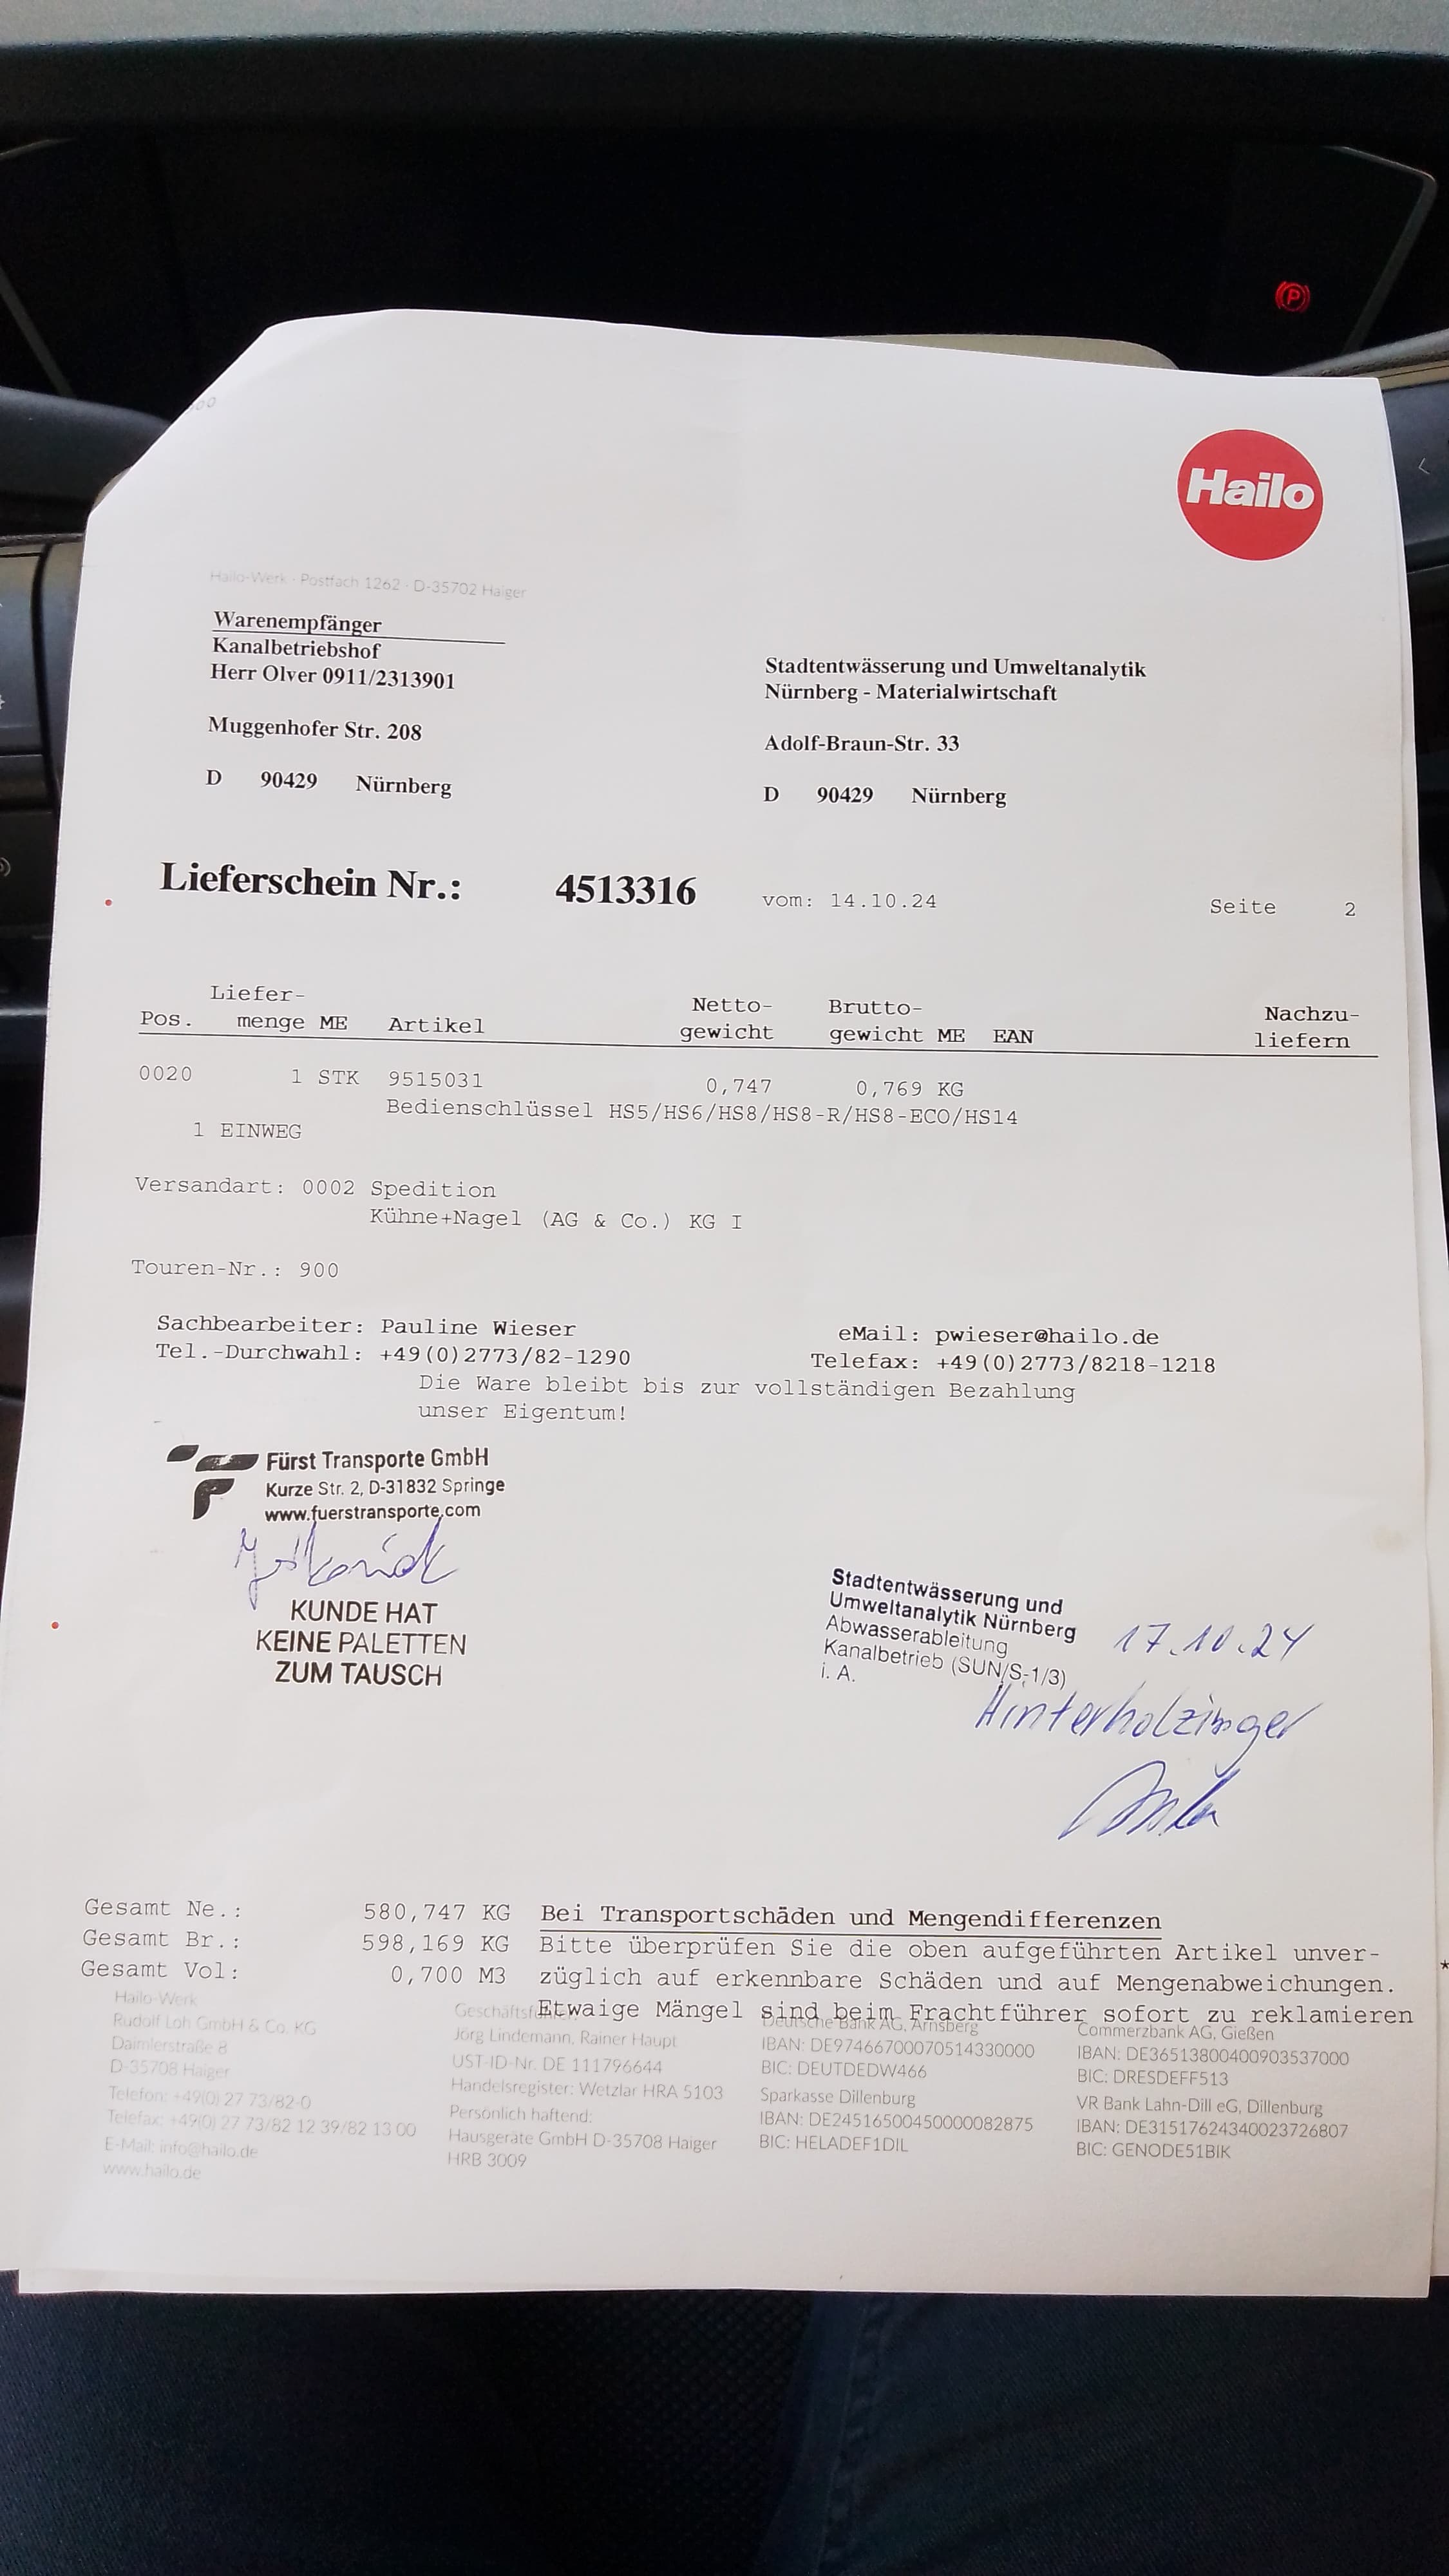 Hailo
Hailo-Werk · Postfach 1262 · D-35702 Haiger
Warenempfänger
Kanalbetriebshof
Herr Olver 0911/2313901
Muggenhofer Str. 208
D 90429 Nürnberg
Stadtentwässerung und Umweltanalytik
Nürnberg - Materialwirtschaft
Adolf-Braun-Str. 33
D 90429 Nürnberg
Lieferschein Nr.: 4513316 vom: 14.10.24 Seite 2
Liefer- Netto- Brutto- Nachzu-
Pos. menge ME Artikel gewicht gewicht ME EAN liefern
0020 1 STK 9515031 0,747 0,769 KG
Bedienschlüssel HS5/HS6/HS8/HS8-R/HS8-ECO/HS14
1 EINWEG
Versandart: 0002 Spedition
Kühne+Nagel (AG & Co.) KG I
Touren-Nr.: 900
Sachbearbeiter: Pauline Wieser eMail: pwieser@hailo.de
Tel.-Durchwahl: +49(0)2773/82-1290 Telefax: +49(0)2773/8218-1218
Die Ware bleibt bis zur vollständigen Bezahlung
unser Eigentum!
Fürst Transporte GmbH
Kurze Str. 2, D-31832 Springe
www.fuerstransporte.com
KUNDE HAT
KEINE PALETTEN
ZUM TAUSCH
Stadtentwässerung und
Umweltanalytik Nürnberg
Abwasserableitung
Kanalbetrieb (SUN/S-1/3)
i. A.
17.10.24
Hinterholzinger
Gesamt Ne.: 580,747 KG
Gesamt Br.: 598,169 KG
Gesamt Vol: 0,700 M3
Bei Transportschäden und Mengendifferenzen
Bitte überprüfen Sie die oben aufgeführten Artikel unver-
züglich auf erkennbare Schäden und auf Mengenabweichungen.
Etwaige Mängel sind beim Frachtführer sofort zu reklamieren
Hailo-Werk
Rudolf Loh GmbH & Co. KG
Daimlerstraße 8
D-35708 Haiger
Telefon: +49(0) 27 73/82-0
Telefax: +49(0) 27 73/82 12 39/82 13 00
E-Mail: info@hailo.de
www.hailo.de
Jörg Lindemann, Rainer Haupt
UST-ID-Nr. DE 111796644
Handelsregister: Wetzlar HRA 5103
Persönlich haftend:
Hausgeräte GmbH D-35708 Haiger
HRB 3009
Deutsche Bank AG, Arnsberg
IBAN: DE97466700070514330000
BIC: DEUTDEDW466
Sparkasse Dillenburg
IBAN: DE24516500450000082875
BIC: HELADEF1DIL
Commerzbank AG, Gießen
IBAN: DE36513800400903537000
BIC: DRESDEFF513
VR Bank Lahn-Dill eG, Dillenburg
IBAN: DE31517624340023726807
BIC: GENODE51BIK